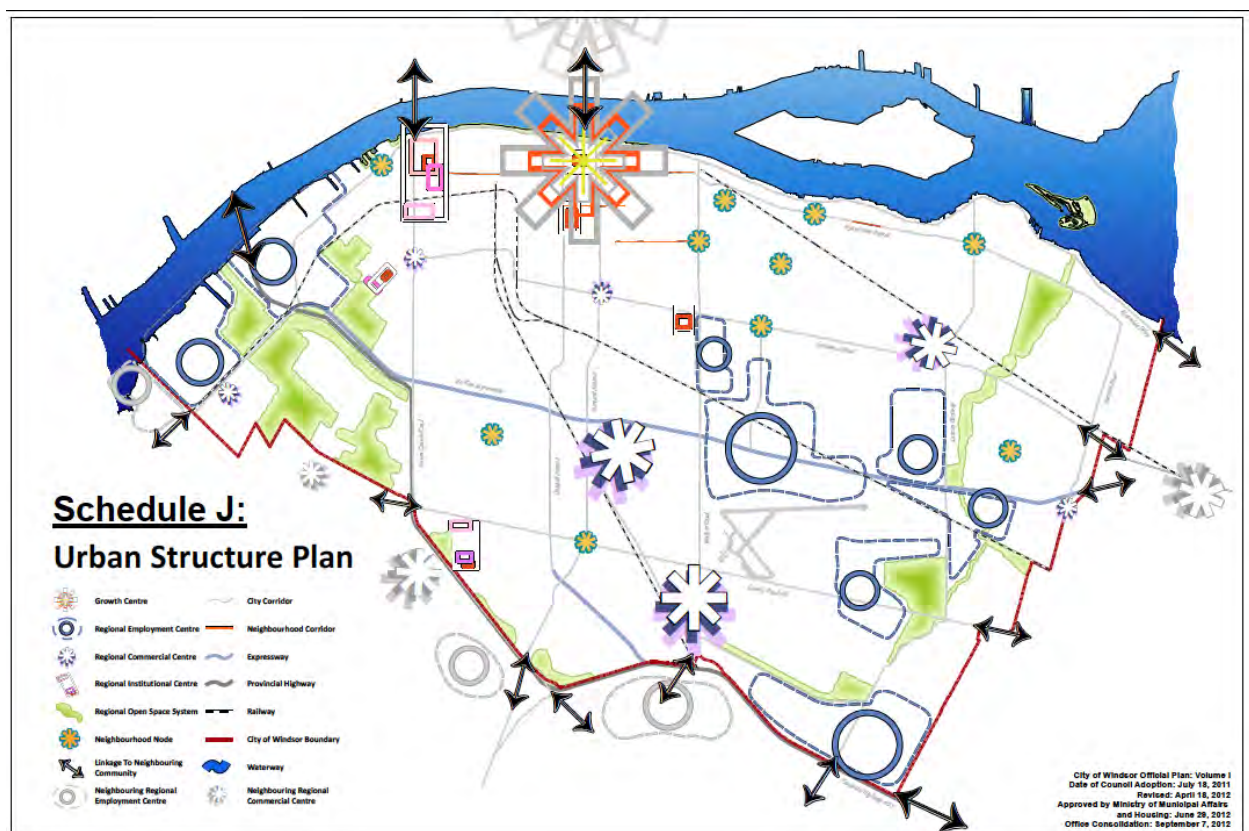 Schedule J:
Urban Structure Plan
Growth Centre
City Corridor
Regional Employment Centre
Neighbourhood Corridor
Regional Commercial Centre
Expressway
Regional Institutional Centre
Provincial Highway
Regional Open Space System
Railway
Neighbourhood Node
City of Windsor Boundary
Linkage To Neighbouring
Community
Waterway
Neighbouring Regional
Employment Centre
Neighbouring Regional
Commercial Centre
City of Windsor Official Plan: Volume I
Date of Council Adoption: July 18, 2011
Revised: April 18, 2012
Approved by Ministry of Municipal Affairs
and Housing: June 29, 2012
Office Consolidation: September 7, 2012